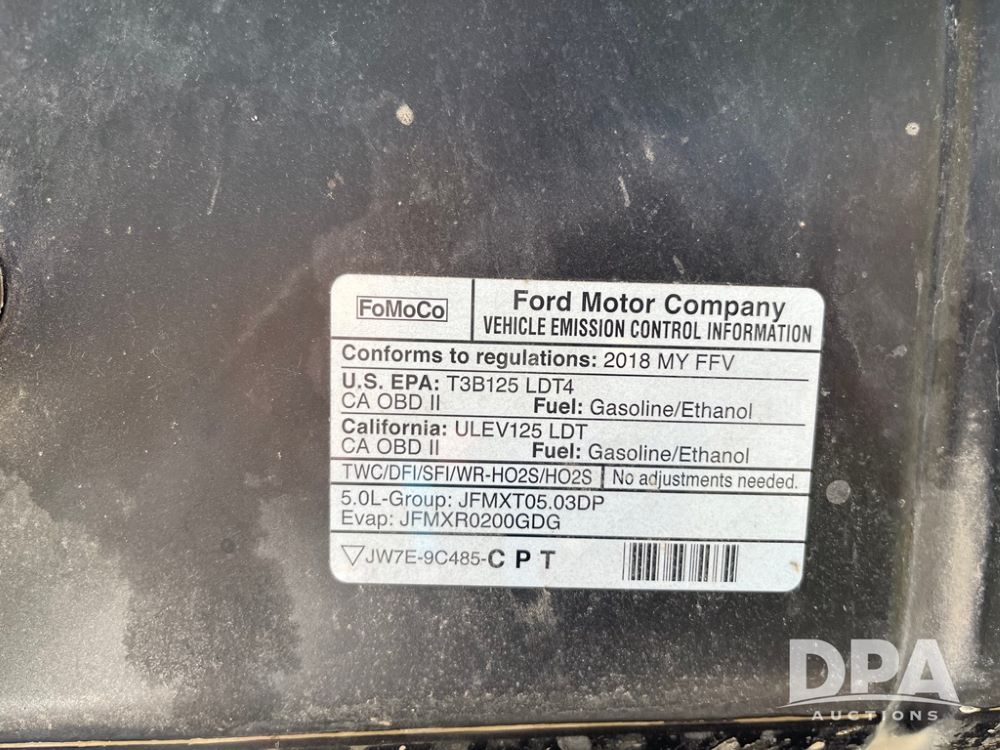 FoMoCo
Ford Motor Company
VEHICLE EMISSION CONTROL INFORMATION
Conforms to regulations: 2018 MY FFV
U.S. EPA: T3B125 LDT4
CA OBD II Fuel: Gasoline/Ethanol
California: ULEV125 LDT
CA OBD II Fuel: Gasoline/Ethanol
TWC/DFI/SFI/WR-HO2S/HO2S No adjustments needed.
5.0L-Group: JFMXT05.03DP
Evap: JFMXR0200GDG
▽JW7E-9C485-C P T
DPA
AUCTIONS